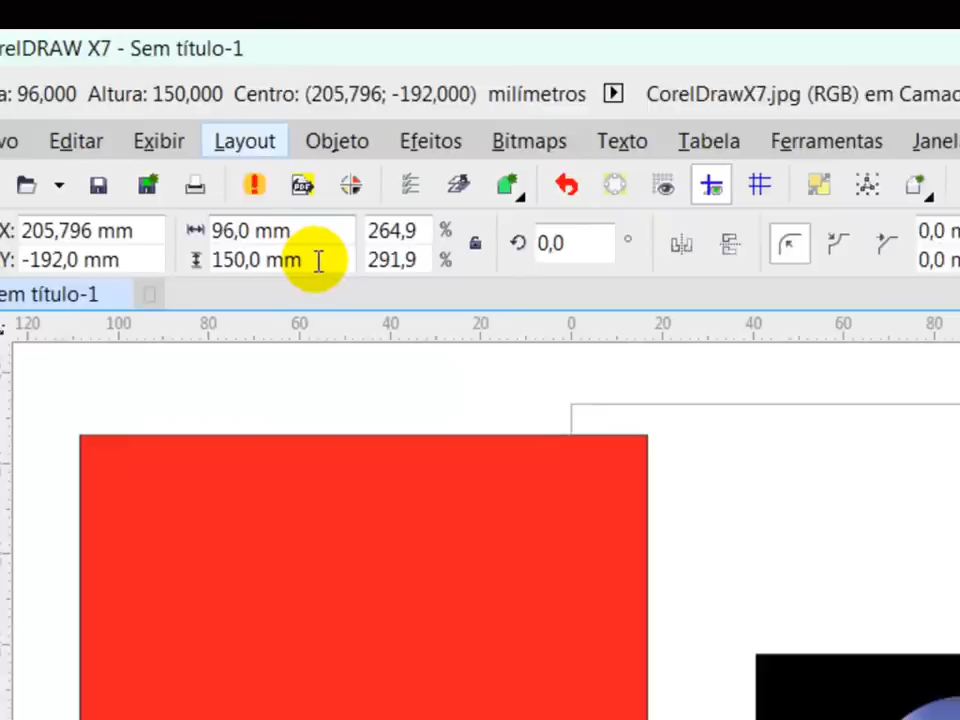 relDRAW X7 - Sem título-1
a: 96,000 Altura: 150,000 Centro: (205,796; -192,000) milímetros CorelDrawX7.jpg (RGB) em Camad
vo Editar Exibir Layout Objeto Efeitos Bitmaps Texto Tabela Ferramentas Janel
X: 205,796 mm 96,0 mm 264,9 % 0,0 0,0 m
Y: -192,0 mm 150,0 mm 291,9 % 0,0 m
em título-1
120 100 80 60 40 20 0 20 40 60 80